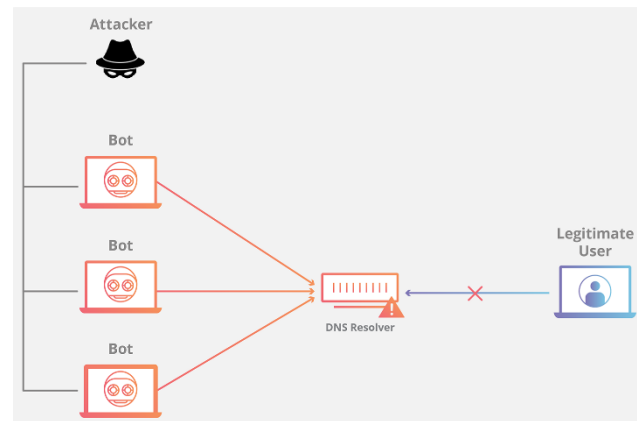 Attacker
Bot
Bot
Bot
DNS Resolver
Legitimate
User